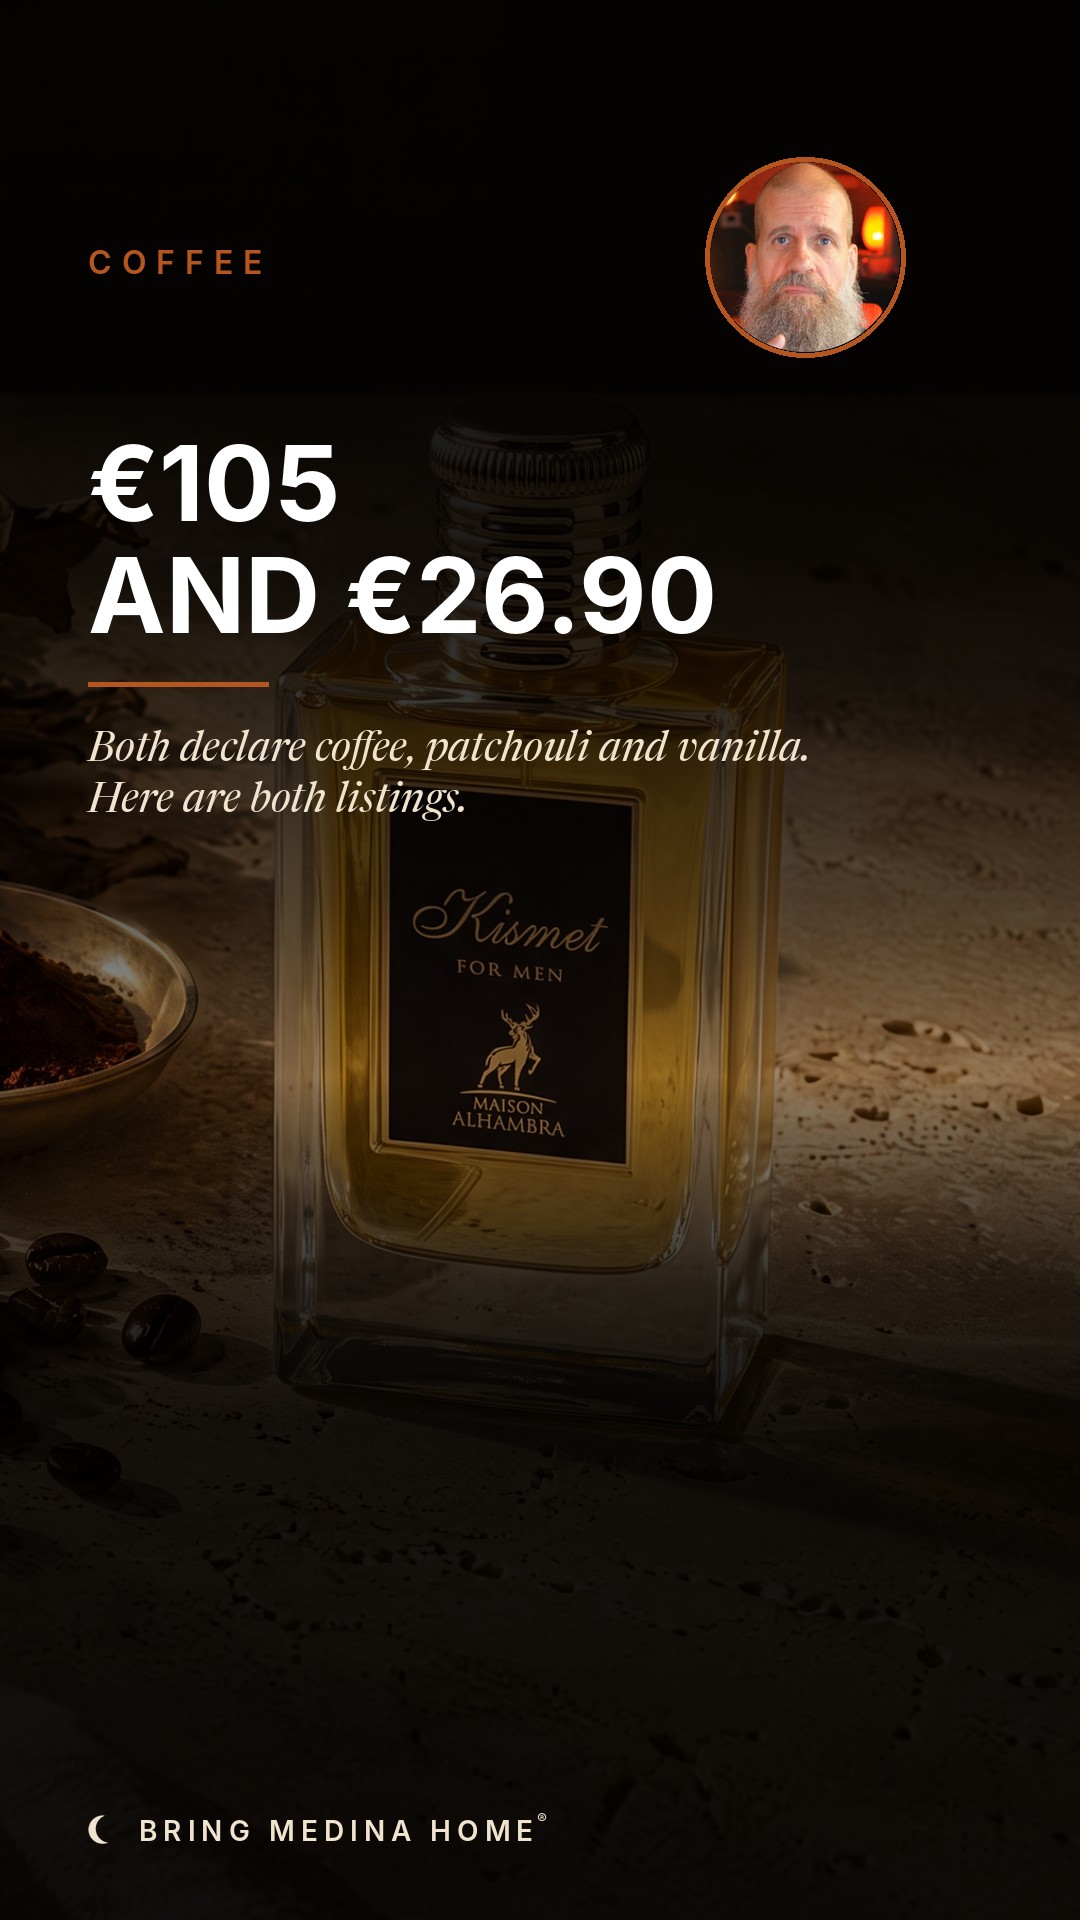 COFFEE
€105
AND €26.90
Both declare coffee, patchouli and vanilla.
Here are both listings.
Kismet
FOR MEN
MAISON
ALHAMBRA
BRING MEDINA HOME®